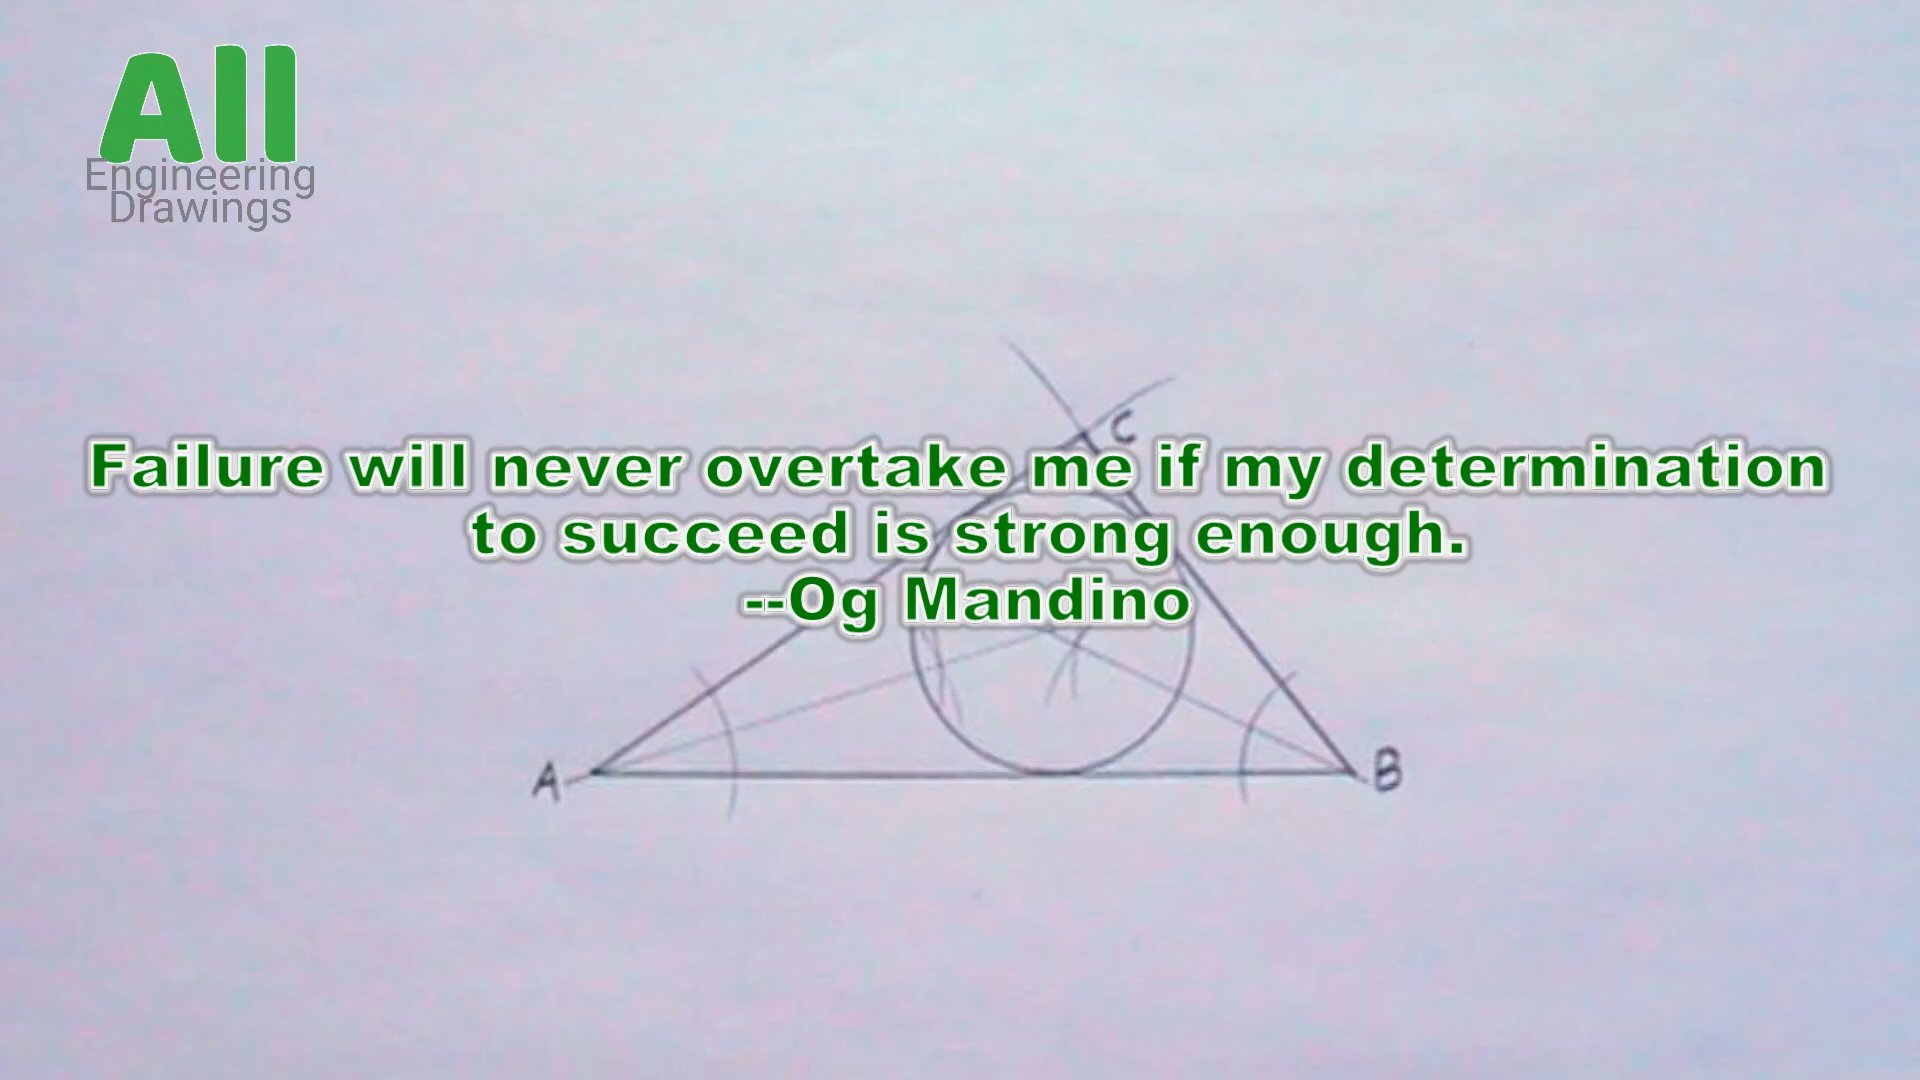 All
Engineering
Drawings
C
Failure will never overtake me if my determination
to succeed is strong enough.
--Og Mandino
A
B